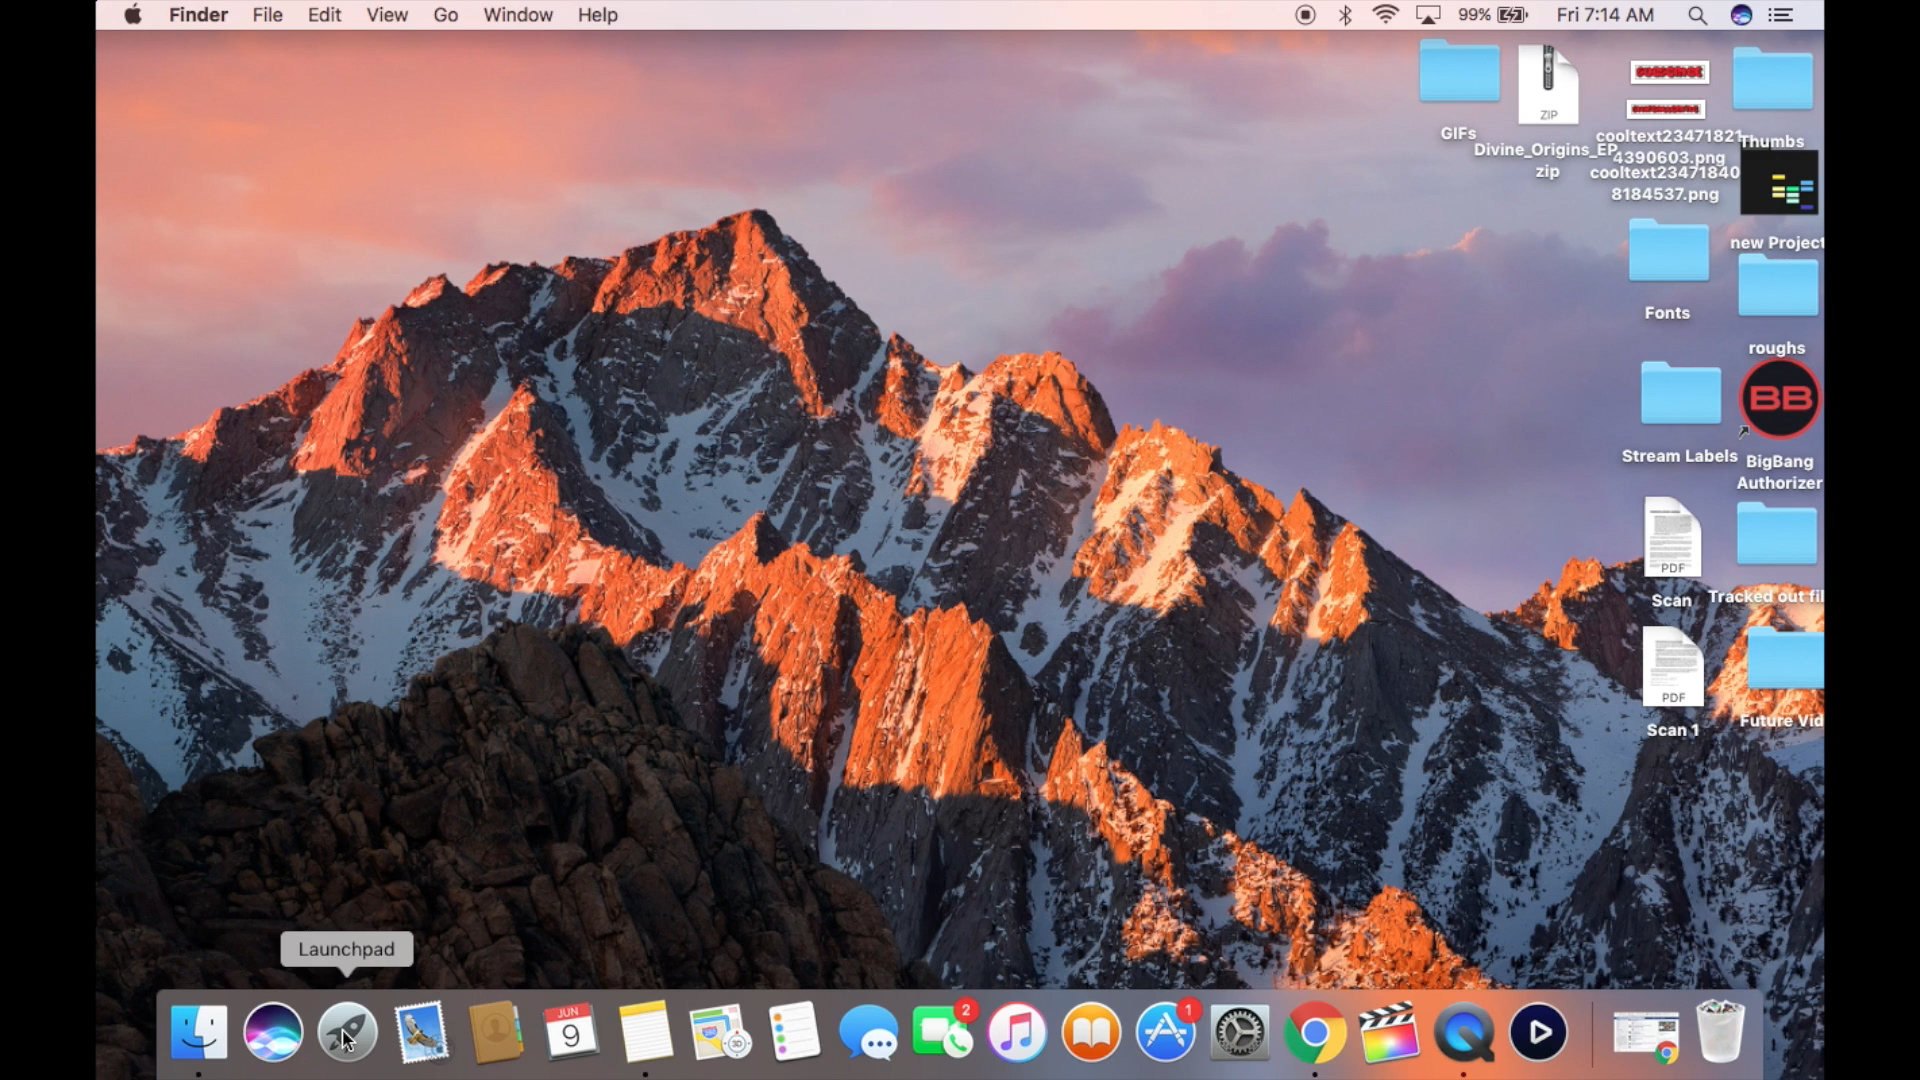 Finder File Edit View Go Window Help 99% Fri 7:14 AM
GIFs
ZIP
Divine_Origins_EP.
zip
cooltext23471821
4390603.png
cooltext23471840
8184537.png
Thumbs
new Project
Fonts
roughs
Stream Labels
BB
BigBang
Authorizer
PDF
Scan
Tracked out fil
PDF
Scan 1
Future Vid
Launchpad
JUN
9
3D
2
1